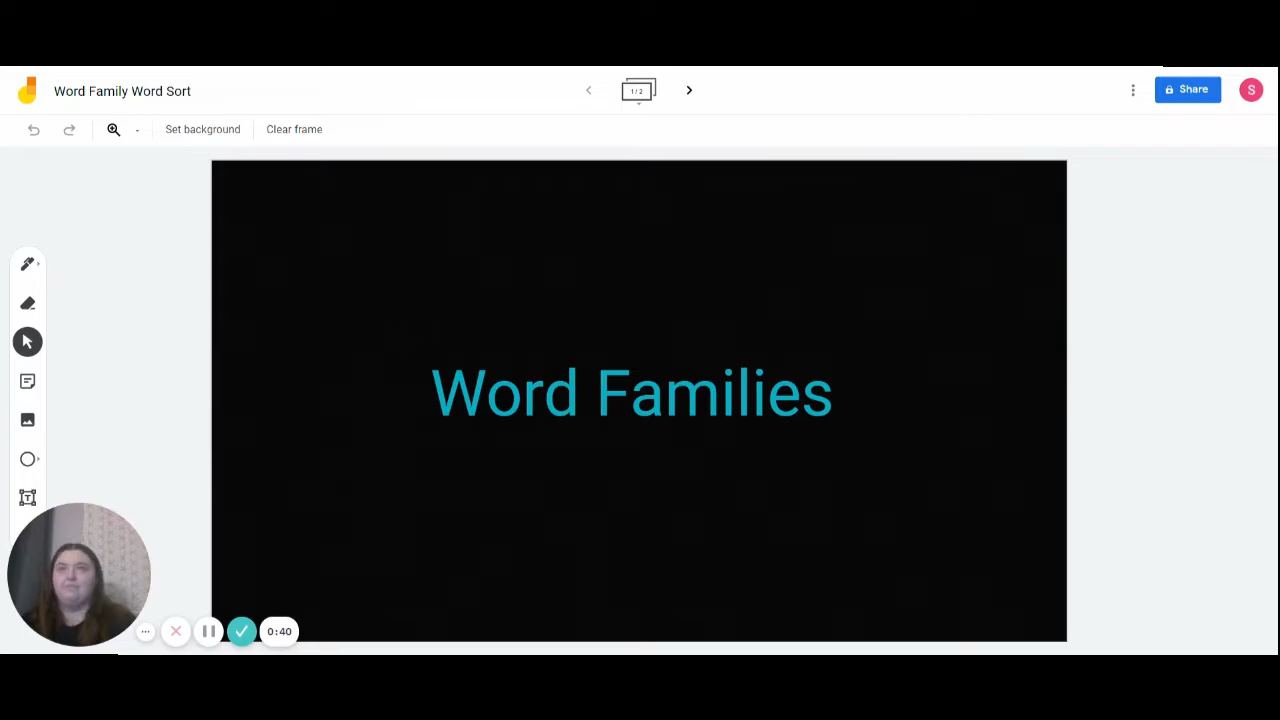 Word Family Word Sort
1/2
Share
S
Set background
Clear frame
Word Families
T
0:40